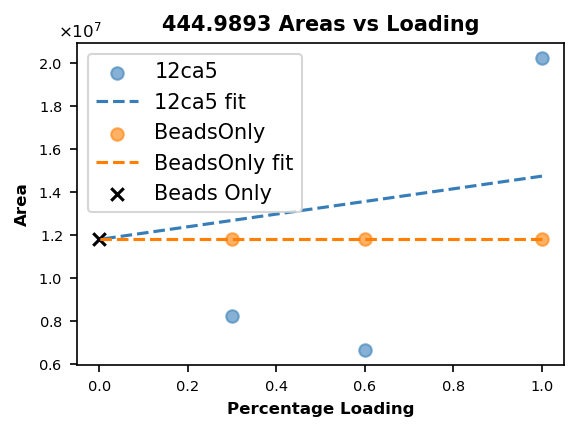 444.9893 Areas vs Loading
×10⁷
12ca5
12ca5 fit
BeadsOnly
BeadsOnly fit
Beads Only
Area
2.0
1.8
1.6
1.4
1.2
1.0
0.8
0.6
0.0 0.2 0.4 0.6 0.8 1.0
Percentage Loading